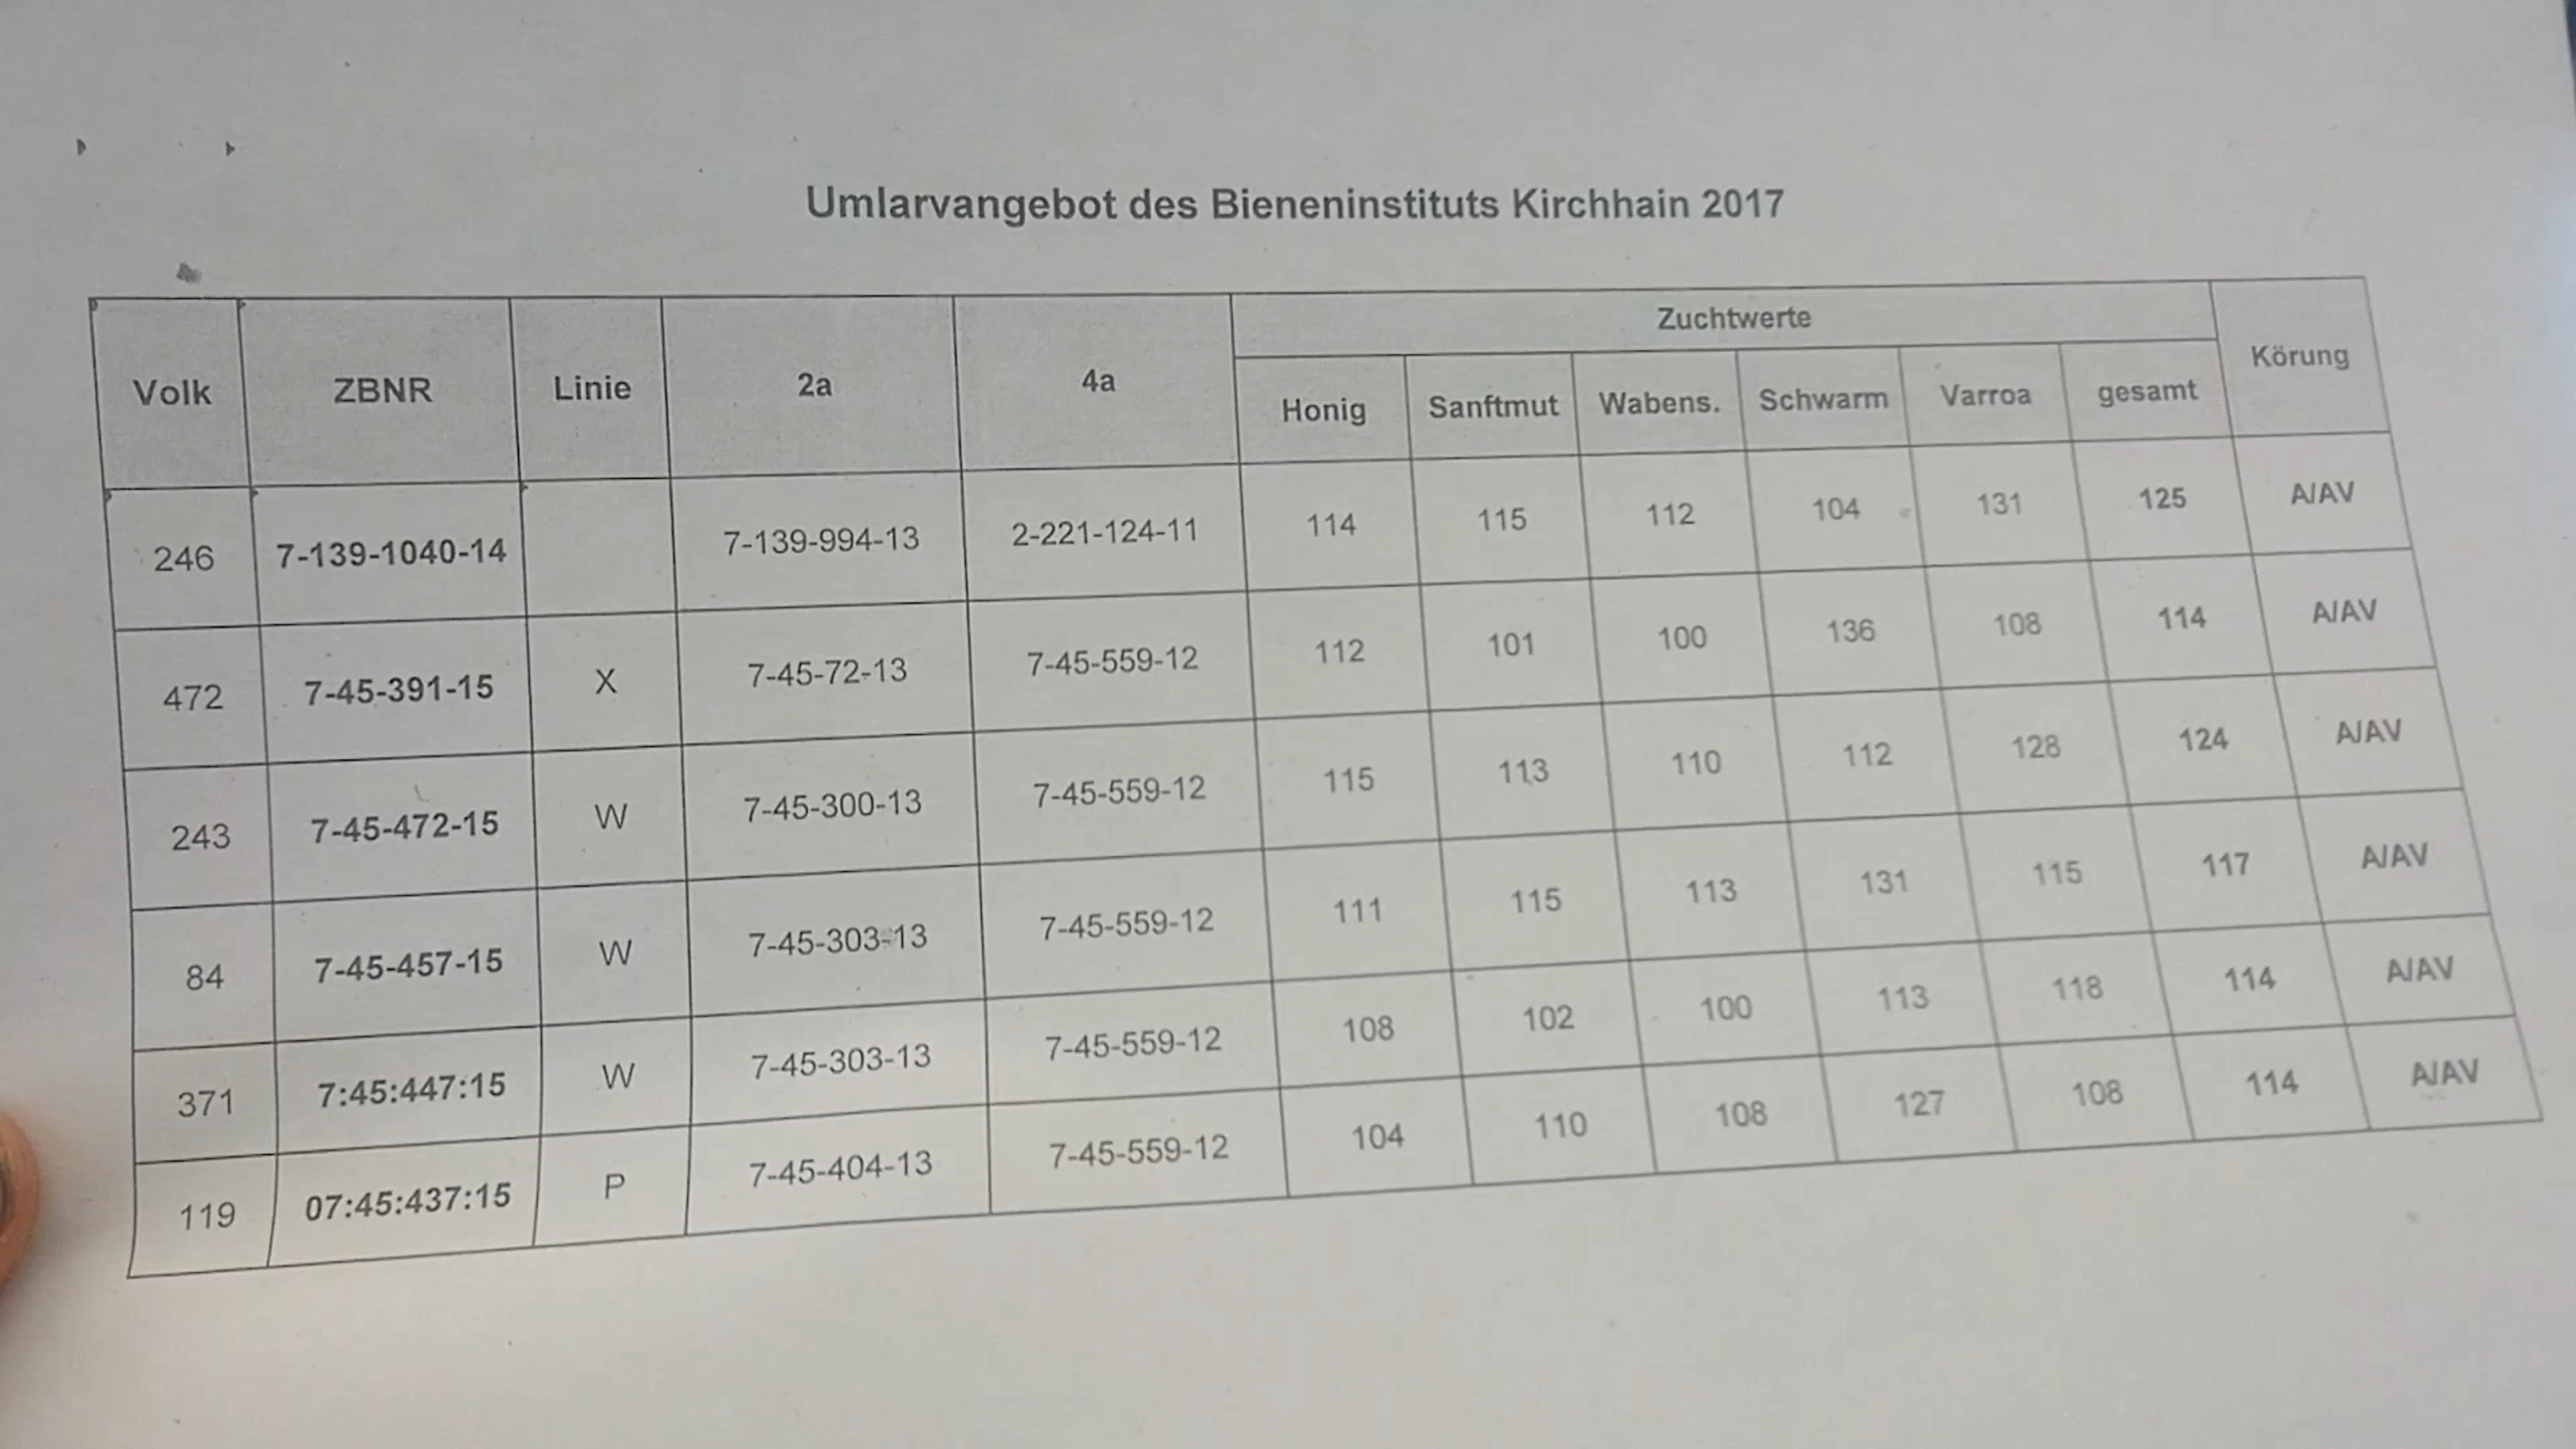 Umlarvangebot des Bieneninstituts Kirchhain 2017
Zuchtwerte
Volk ZBNR Linie 2a 4a Honig Sanftmut Wabens. Schwarm Varroa gesamt Körung
246 7-139-1040-14 7-139-994-13 2-221-124-11 114 115 112 104 131 125 A/AV
472 7-45-391-15 X 7-45-72-13 7-45-559-12 112 101 100 136 108 114 A/AV
243 7-45-472-15 W 7-45-300-13 7-45-559-12 115 113 110 112 128 124 A/AV
84 7-45-457-15 W 7-45-303-13 7-45-559-12 111 115 113 131 115 117 A/AV
371 7:45:447:15 W 7-45-303-13 7-45-559-12 108 102 100 113 118 114 A/AV
119 07:45:437:15 P 7-45-404-13 7-45-559-12 104 110 108 127 108 114 A/AV